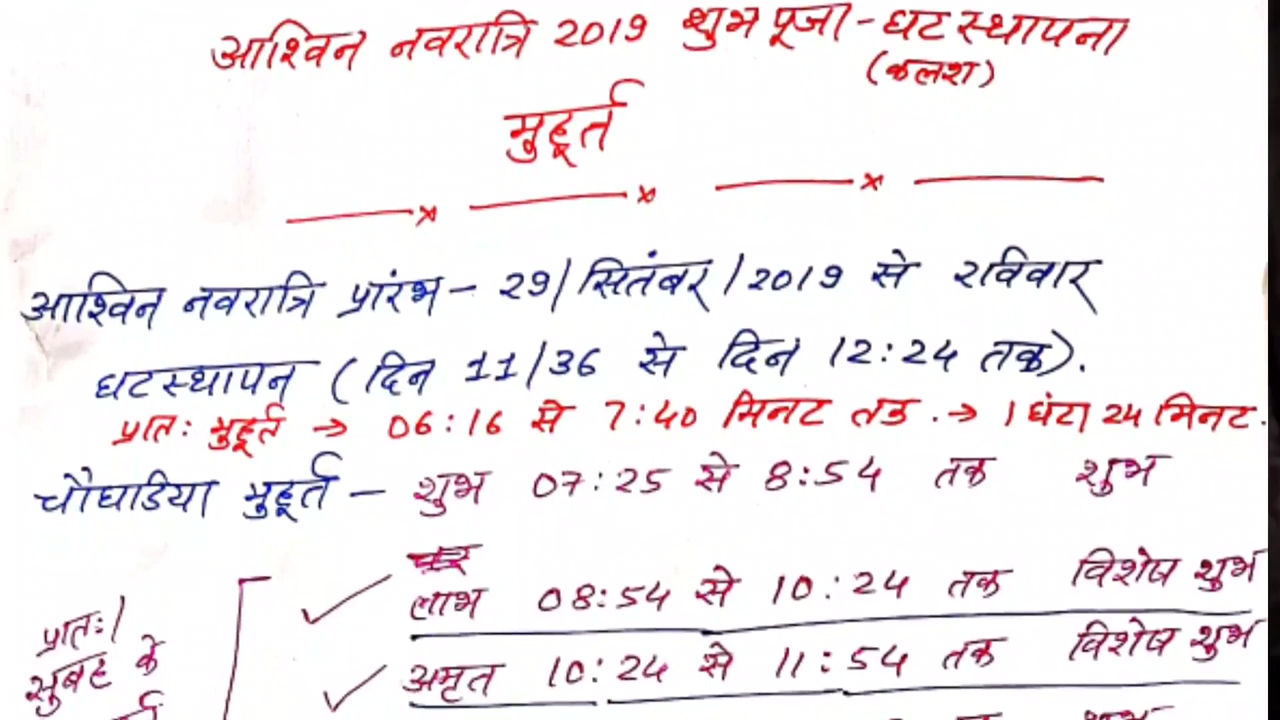 आश्विन नवरात्रि 2019 शुभ पूजा - घटस्थापना
(कलश)
मुहूर्त
आश्विन नवरात्रि प्रारंभ - 29/सितंबर/2019 से रविवार
घटस्थापन (दिन 11/36 से दिन 12:24 तक).
प्रातः मुहूर्त → 06:16 से 7:40 मिनट तक. → 1 घंटा 24 मिनट.
चौघाडिया मुहूर्त - शुभ 07:25 से 8:54 तक शुभ
लाभ 08:54 से 10:24 तक विशेष शुभ
प्रातः/
सुबह के
अमृत 10:24 से 11:54 तक विशेष शुभ